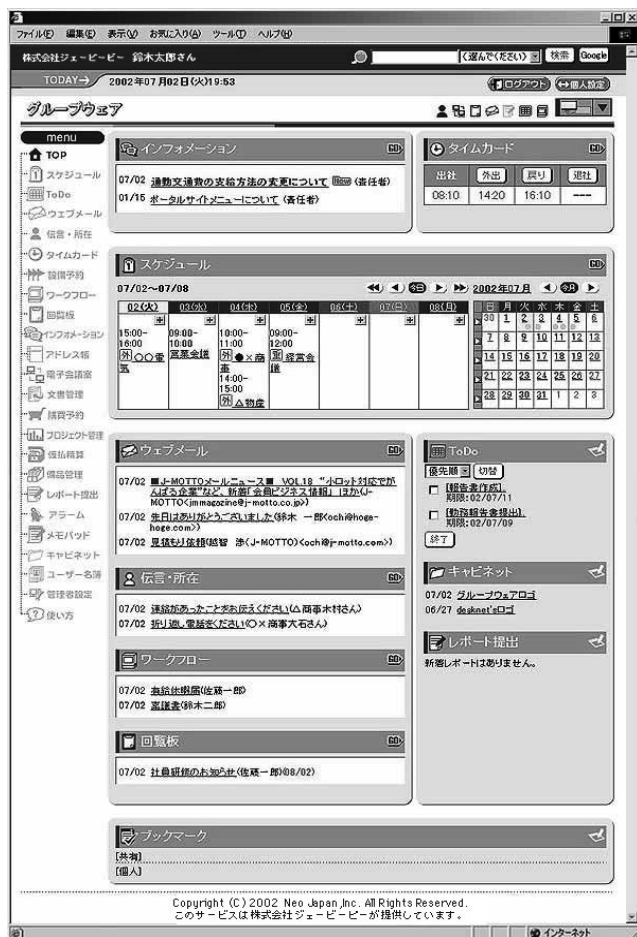 ファイル(F) 編集(E) 表示(V) お気に入り(A) ツール(T) ヘルプ(H)
株式会社ジェービーピー 鈴木太郎さん
(選んでください) 検索 Google
TODAY→ 2002年07月02日(火)19:53
ログアウト 個人設定
グループウェア
menu
TOP
スケジュール
ToDo
ウェブメール
伝言・所在
タイムカード
設備予約
ワークフロー
回覧板
インフォメーション
アドレス帳
電子会議室
文書管理
購買予約
プロジェクト管理
仮払精算
備品管理
レポート提出
アラーム
メモパッド
キャビネット
ユーザー名簿
管理者設定
使い方
インフォメーション GO
07/02 通勤交通費の支給方法の変更について New (責任者)
01/15 ポータルサイトメニューについて (責任者)
タイムカード GO
出社 外出 戻り 退社
08:10 14:20 16:10 ---
スケジュール GO
07/02～07/08
今日
2002年07月
今月
02(火) 03(水) 04(木) 05(金) 06(土) 07(日) 08(月)
15:00-
16:00
外 〇〇電
気
09:00-
10:00
営業会議
10:00-
11:00
外 ●×商
事
14:00-
15:00
外 △物産
09:00-
12:00
重 経営会
議
日 月 火 水 木 金 土
30 1 2 3 4 5 6
7 8 9 10 11 12 13
14 15 16 17 18 19 20
21 22 23 24 25 26 27
28 29 30 31 1 2 3
ウェブメール GO
07/02 ■J-MOTTOメールニュース■ VOL.18 "小ロット対応でが
んばる企業"など、新着「会員ビジネス情報」ほか(J-
MOTTO<jmmagazine@j-motto.co.jp>)
07/02 先日はありがとうございました(鈴木 一郎<ochi@hoge-
hoge.com>)
07/02 見積もり依頼(越智 渉(J-MOTTO)<ochi@j-motto.com>)
伝言・所在 GO
07/02 連絡があったことをお伝えください(△商事木村さん)
07/02 折り返し電話をください(〇×商事大石さん)
ワークフロー GO
07/02 有給休暇届(佐藤一郎)
07/02 稟議書(鈴木二郎)
回覧板 GO
07/02 社員研修のお知らせ(佐藤一郎)(08/02)
ToDo
優先順 切替
[報告書作成]
期限:02/07/11
[勤務報告書提出]
期限:02/07/09
終了
キャビネット
07/02 グループウェアロゴ
06/27 desknet'sロゴ
レポート提出
新着レポートはありません。
ブックマーク
[共有]
[個人]
Copyright (C) 2002 Neo Japan,Inc. All Rights Reserved.
このサービスは株式会社ジェービーピーが提供しています。
インターネット